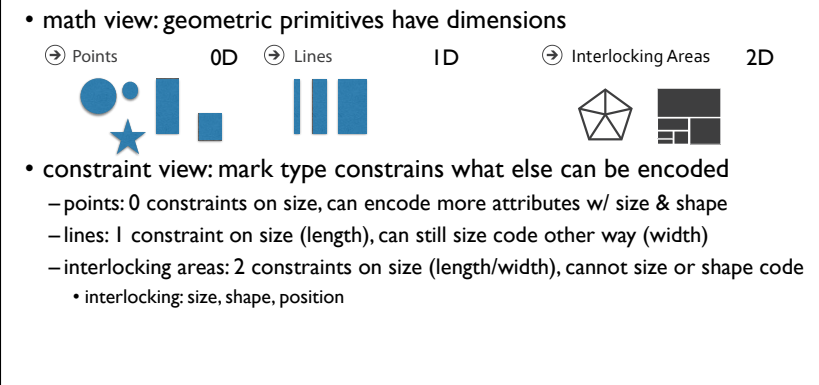 • math view: geometric primitives have dimensions
Points 0D Lines 1D Interlocking Areas 2D
• constraint view: mark type constrains what else can be encoded
– points: 0 constraints on size, can encode more attributes w/ size & shape
– lines: 1 constraint on size (length), can still size code other way (width)
– interlocking areas: 2 constraints on size (length/width), cannot size or shape code
• interlocking: size, shape, position